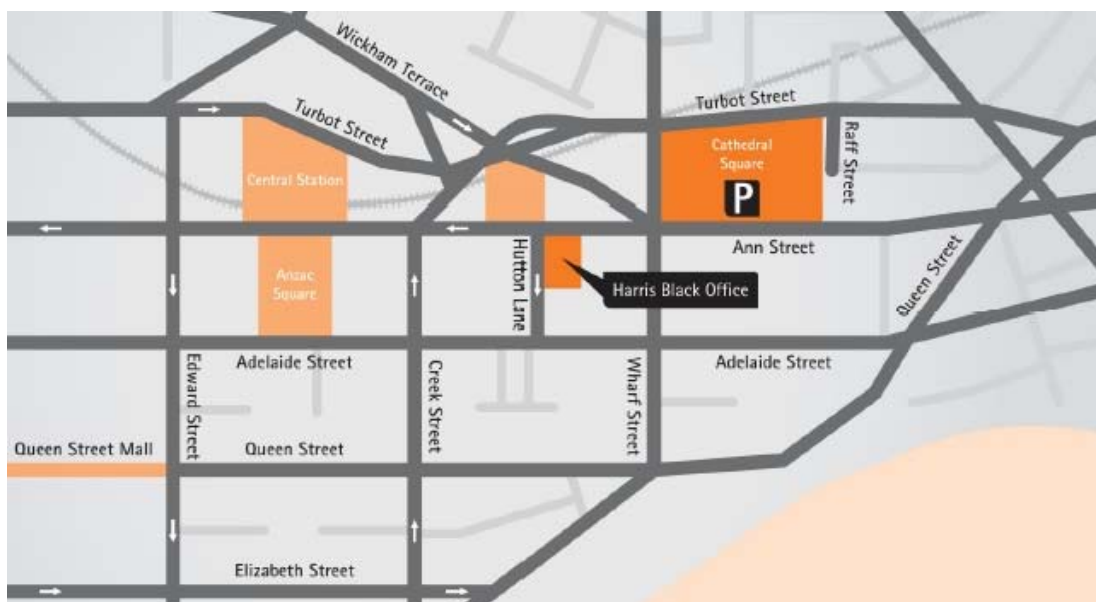 Wickham Terrace
Turbot Street
Turbot Street
Cathedral
Square
P
Raff Street
Central Station
Ann Street
Hutton Lane
Anzac
Square
Harris Black Office
Queen Street
Adelaide Street
Adelaide Street
Edward Street
Creek Street
Wharf Street
Queen Street Mall
Queen Street
Elizabeth Street